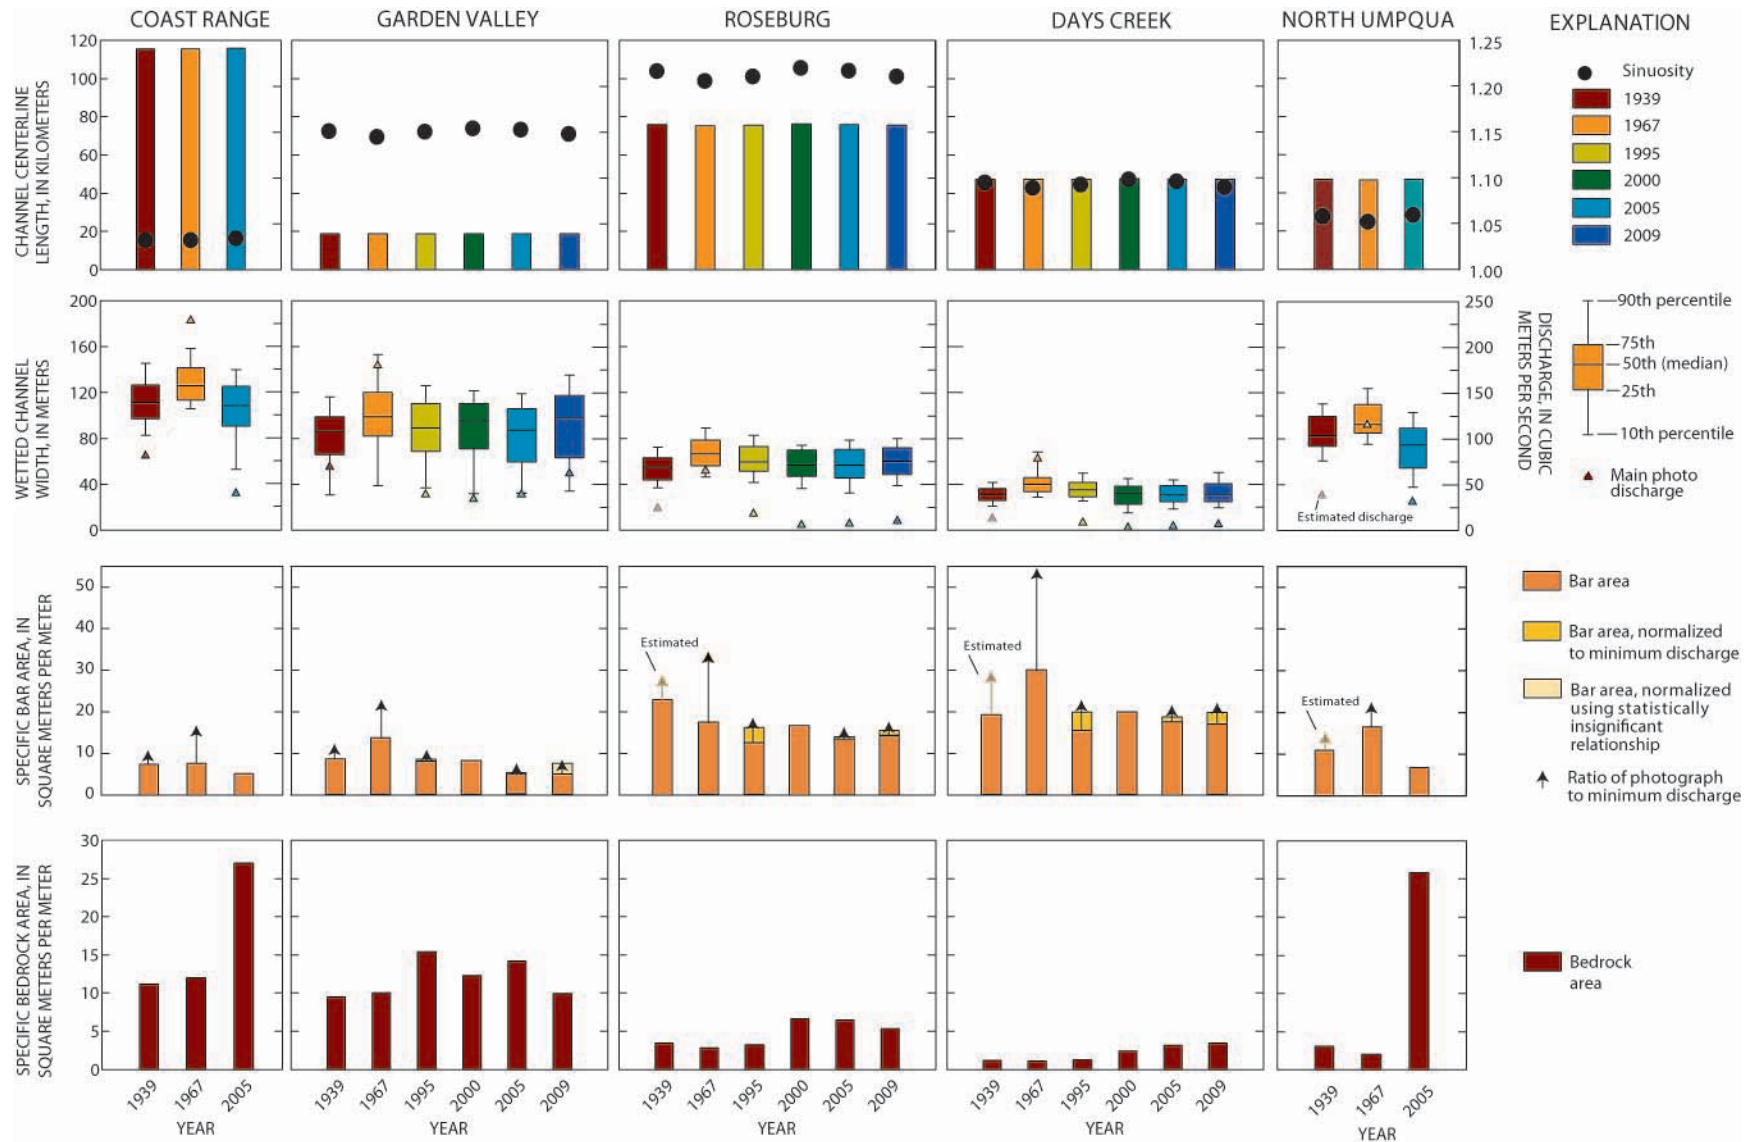 COAST RANGE
GARDEN VALLEY
ROSEBURG
DAYS CREEK
NORTH UMPQUA
EXPLANATION
CHANNEL CENTERLINE
LENGTH, IN KILOMETERS
120
100
80
60
40
20
0
1.25
1.20
1.15
1.10
1.05
1.00
Sinuosity
1939
1967
1995
2000
2005
2009
WETTED CHANNEL
WIDTH, IN METERS
200
160
120
80
40
0
Estimated discharge
250
200
150
100
50
0
DISCHARGE, IN CUBIC
METERS PER SECOND
90th percentile
75th
50th (median)
25th
10th percentile
Main photo
discharge
SPECIFIC BAR AREA, IN
SQUARE METERS PER METER
50
40
30
20
10
0
Estimated
Estimated
Estimated
Bar area
Bar area, normalized
to minimum discharge
Bar area, normalized
using statistically
insignificant
relationship
Ratio of photograph
to minimum discharge
SPECIFIC BEDROCK AREA, IN
SQUARE METERS PER METER
30
25
20
15
10
5
0
Bedrock
area
1939
1967
2005
YEAR
1939
1967
1995
2000
2005
2009
YEAR
1939
1967
1995
2000
2005
2009
YEAR
1939
1967
1995
2000
2005
2009
YEAR
1939
1967
2005
YEAR